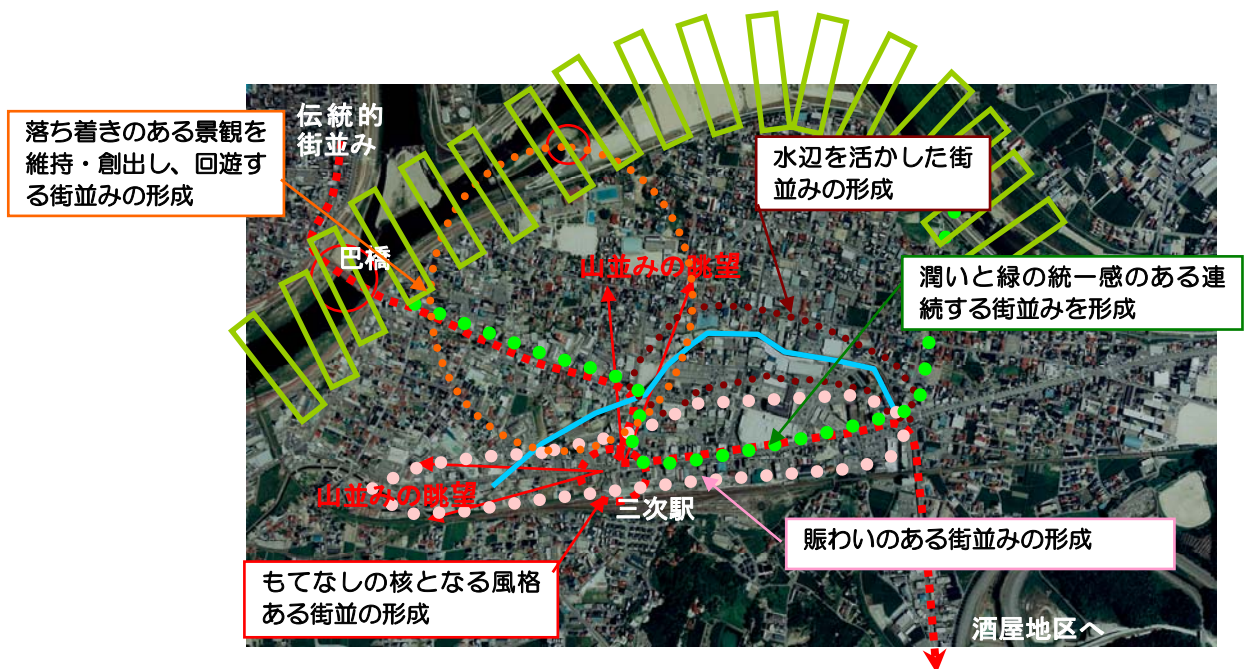 伝統的
街並み
落ち着きのある景観を
維持・創出し、回遊す
る街並みの形成
水辺を活かした街
並みの形成
巴橋
山並みの眺望
潤いと緑の統一感のある連
続する街並みを形成
山並みの眺望
三次駅
賑わいのある街並みの形成
もてなしの核となる風格
ある街並の形成
酒屋地区へ